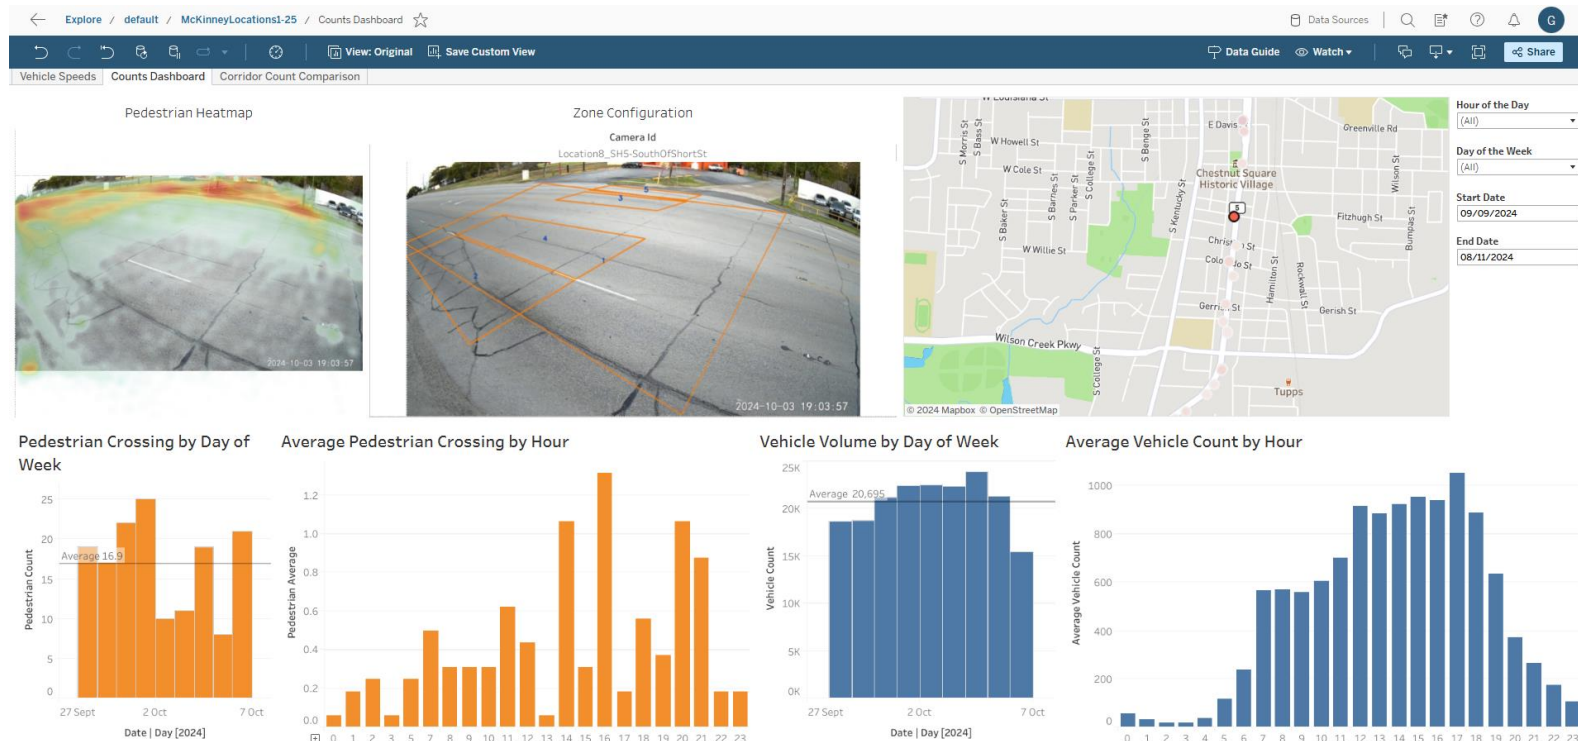 Explore / default / McKinneyLocations1-25 / Counts Dashboard
Data Sources
G
View: Original
Save Custom View
Data Guide
Watch
Share
Vehicle Speeds
Counts Dashboard
Corridor Count Comparison
Pedestrian Heatmap
2024-10-03 19:03:57
Zone Configuration
Camera Id
Location8_SH5-SouthOfShortSt
5
3
4
1
2
2024-10-03 19:03:57
W Louisiana St
E Davis
Greenville Rd
S Morris St
S Bass St
W Howell St
S Benge St
W Cole St
S College St
Chestnut Square
Historic Village
Wilson St
S Baker St
S Barnes St
S Parker St
S Kentucky St
5
Fitzhugh St
Bumpas St
W Willie St
Hamilton St
Rockwall St
Gerish St
Wilson Creek Pkwy
S College St
Tupps
© 2024 Mapbox © OpenStreetMap
Hour of the Day
(All)
Day of the Week
(All)
Start Date
09/09/2024
End Date
08/11/2024
Pedestrian Crossing by Day of
Week
25
20
15
10
5
0
Average 16.9
Pedestrian Count
27 Sept
2 Oct
7 Oct
Date | Day [2024]
Average Pedestrian Crossing by Hour
1.2
1.0
0.8
0.6
0.4
0.2
0.0
Pedestrian Average
0 1 2 3 5 7 8 9 10 11 12 13 14 15 16 17 18 19 20 21 22 23
Vehicle Volume by Day of Week
25K
20K
15K
10K
5K
0K
Average 20,695
Vehicle Count
27 Sept
2 Oct
7 Oct
Date | Day [2024]
Average Vehicle Count by Hour
1000
800
600
400
200
0
Average Vehicle Count
0 1 2 3 4 5 6 7 8 9 10 11 12 13 14 15 16 17 18 19 20 21 22 23